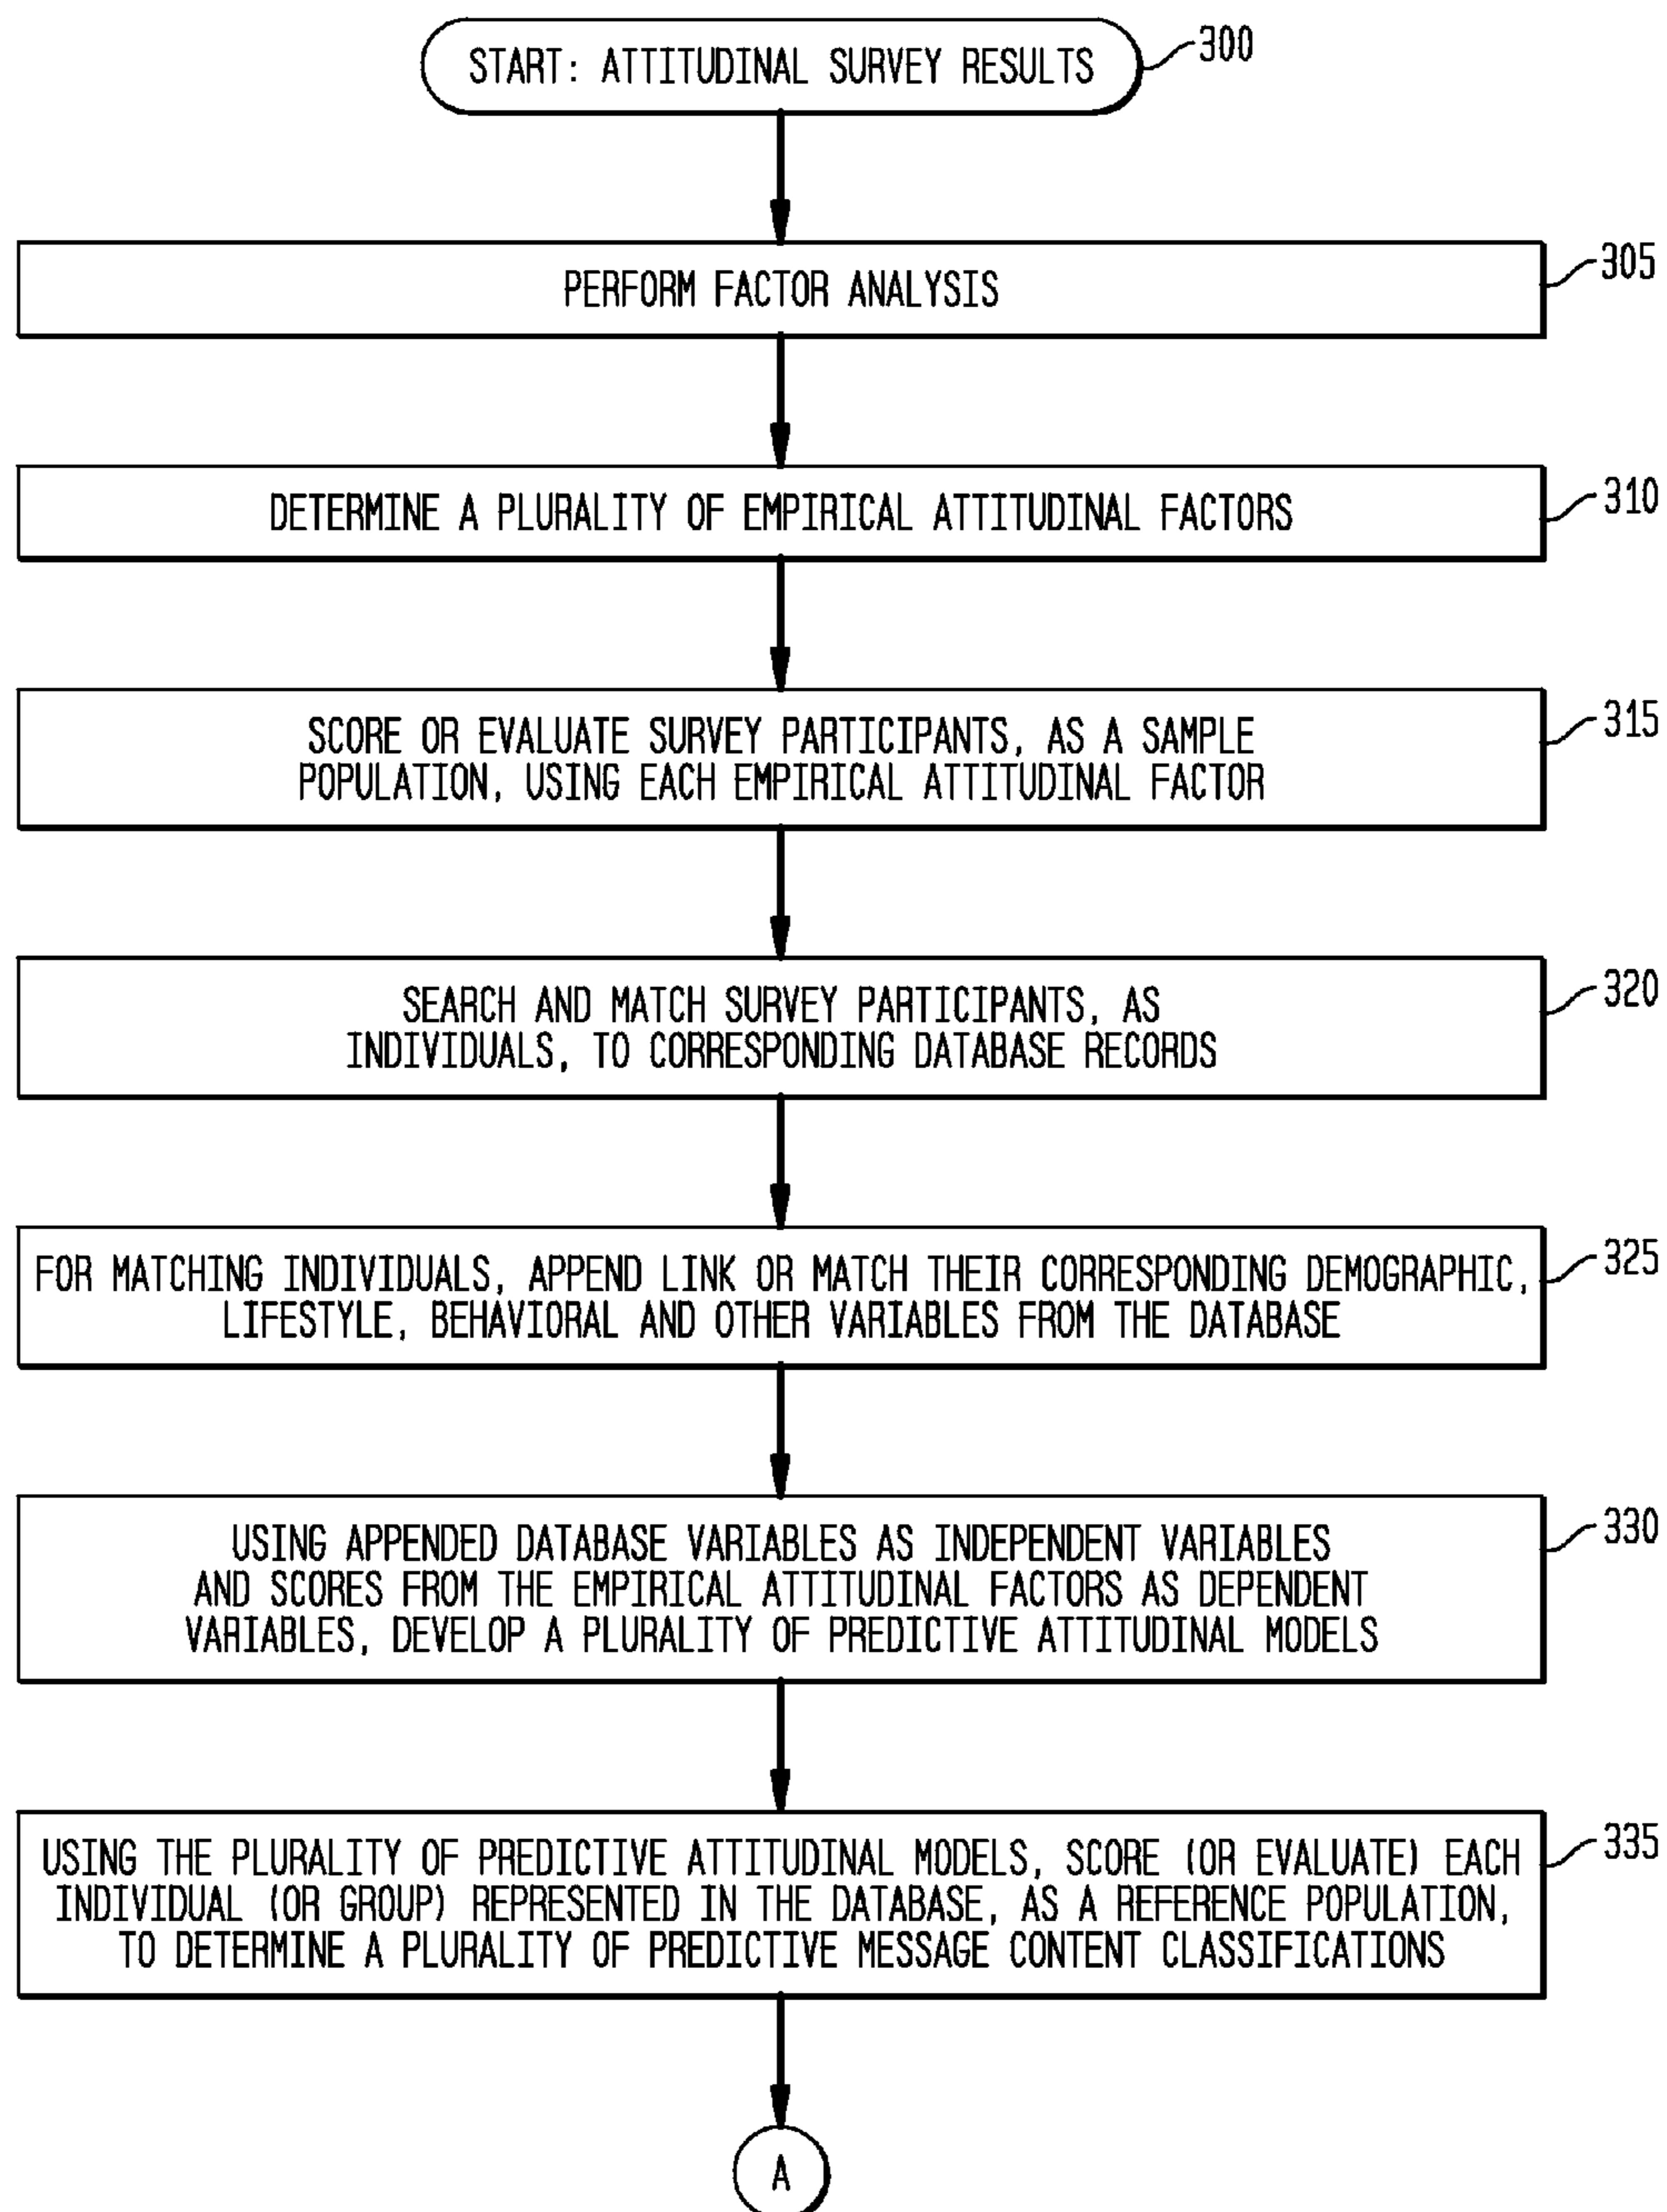 START: ATTITUDINAL SURVEY RESULTS
300
PERFORM FACTOR ANALYSIS
305
DETERMINE A PLURALITY OF EMPIRICAL ATTITUDINAL FACTORS
310
SCORE OR EVALUATE SURVEY PARTICIPANTS, AS A SAMPLE
POPULATION, USING EACH EMPIRICAL ATTITUDINAL FACTOR
315
SEARCH AND MATCH SURVEY PARTICIPANTS, AS
INDIVIDUALS, TO CORRESPONDING DATABASE RECORDS
320
FOR MATCHING INDIVIDUALS, APPEND LINK OR MATCH THEIR CORRESPONDING DEMOGRAPHIC,
LIFESTYLE, BEHAVIORAL AND OTHER VARIABLES FROM THE DATABASE
325
USING APPENDED DATABASE VARIABLES AS INDEPENDENT VARIABLES
AND SCORES FROM THE EMPIRICAL ATTITUDINAL FACTORS AS DEPENDENT
VARIABLES, DEVELOP A PLURALITY OF PREDICTIVE ATTITUDINAL MODELS
330
USING THE PLURALITY OF PREDICTIVE ATTITUDINAL MODELS, SCORE (OR EVALUATE) EACH
INDIVIDUAL (OR GROUP) REPRESENTED IN THE DATABASE, AS A REFERENCE POPULATION,
TO DETERMINE A PLURALITY OF PREDICTIVE MESSAGE CONTENT CLASSIFICATIONS
335
A